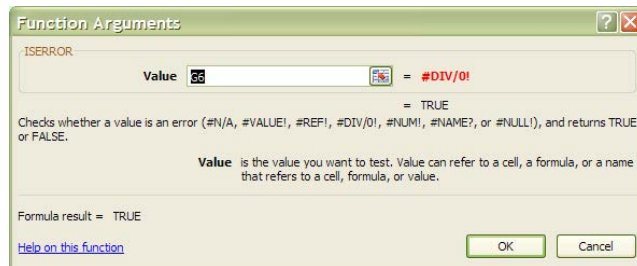 Function Arguments
ISERROR
Value G6 = #DIV/0!
= TRUE
Checks whether a value is an error (#N/A, #VALUE!, #REF!, #DIV/0!, #NUM!, #NAME?, or #NULL!), and returns TRUE
or FALSE.
Value is the value you want to test. Value can refer to a cell, a formula, or a name
that refers to a cell, formula, or value.
Formula result = TRUE
Help on this function
OK Cancel